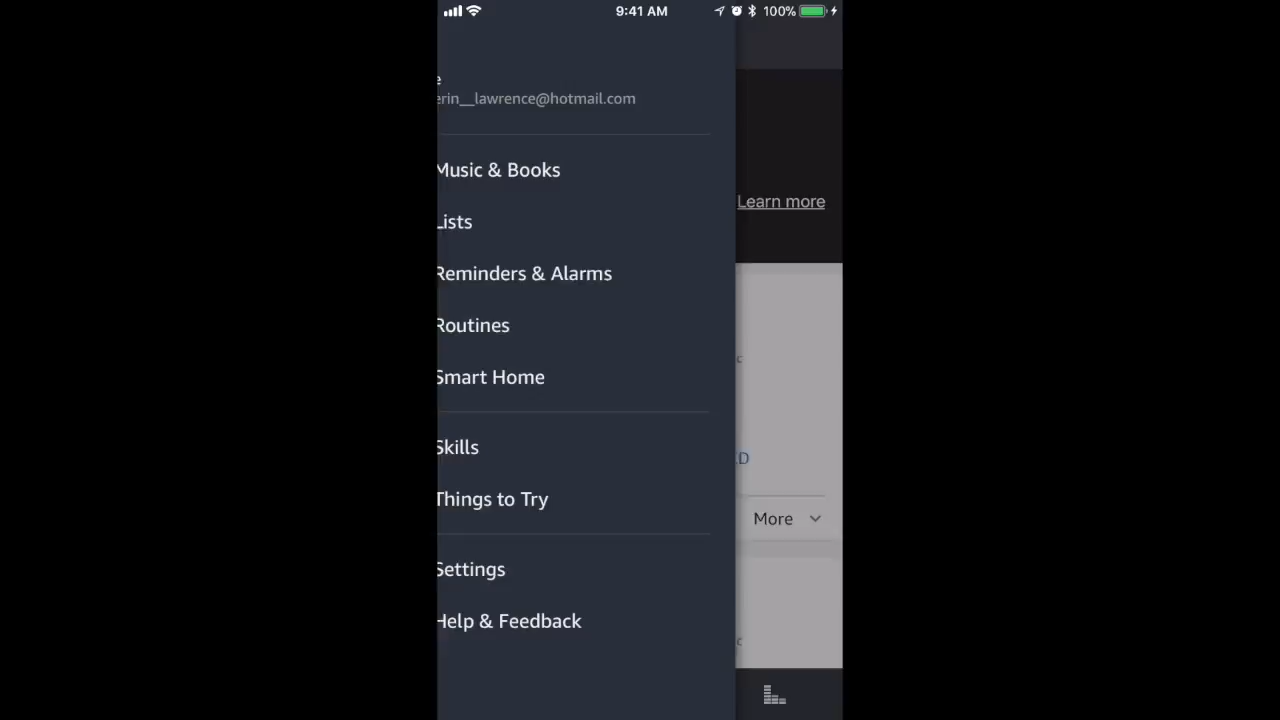 9:41 AM
100%
e
erin__lawrence@hotmail.com
Music & Books
Learn more
Lists
Reminders & Alarms
Routines
c
Smart Home
Skills
D
Things to Try
More
Settings
Help & Feedback
c